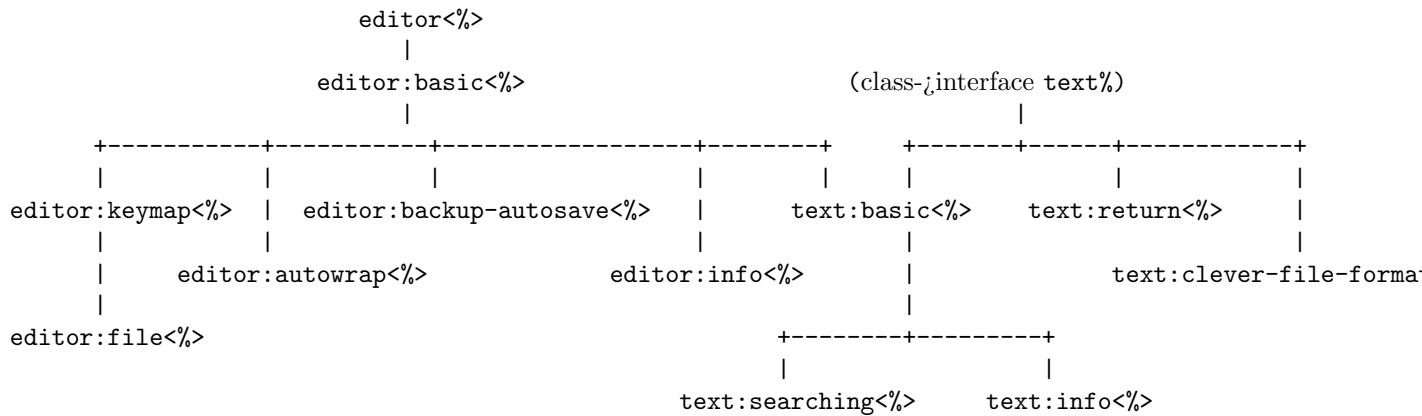 editor<%>
|
editor:basic<%> (class-¿interface text%)
| |
+-----------+-----------+------------------+--------+ +-------+------+------------+
| | | | | | | |
editor:keymap<%> | editor:backup-autosave<%> | text:basic<%> text:return<%> |
| | | | |
| editor:autowrap<%> editor:info<%> | text:clever-file-format
| |
editor:file<%> +--------+---------+
| |
text:searching<%> text:info<%>